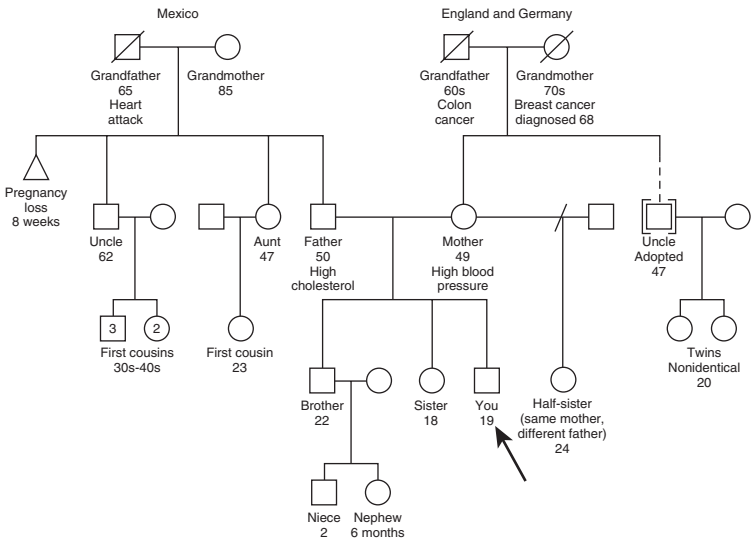 Mexico
England and Germany
Grandfather
65
Heart
attack
Grandmother
85
Grandfather
60s
Colon
cancer
Grandmother
70s
Breast cancer
diagnosed 68
Pregnancy
loss
8 weeks
Uncle
62
Aunt
47
Father
50
High
cholesterol
Mother
49
High blood
pressure
Uncle
Adopted
47
3
2
First cousins
30s-40s
First cousin
23
Brother
22
Sister
18
You
19
Half-sister
(same mother,
different father)
24
Twins
Nonidentical
20
Niece
2
Nephew
6 months